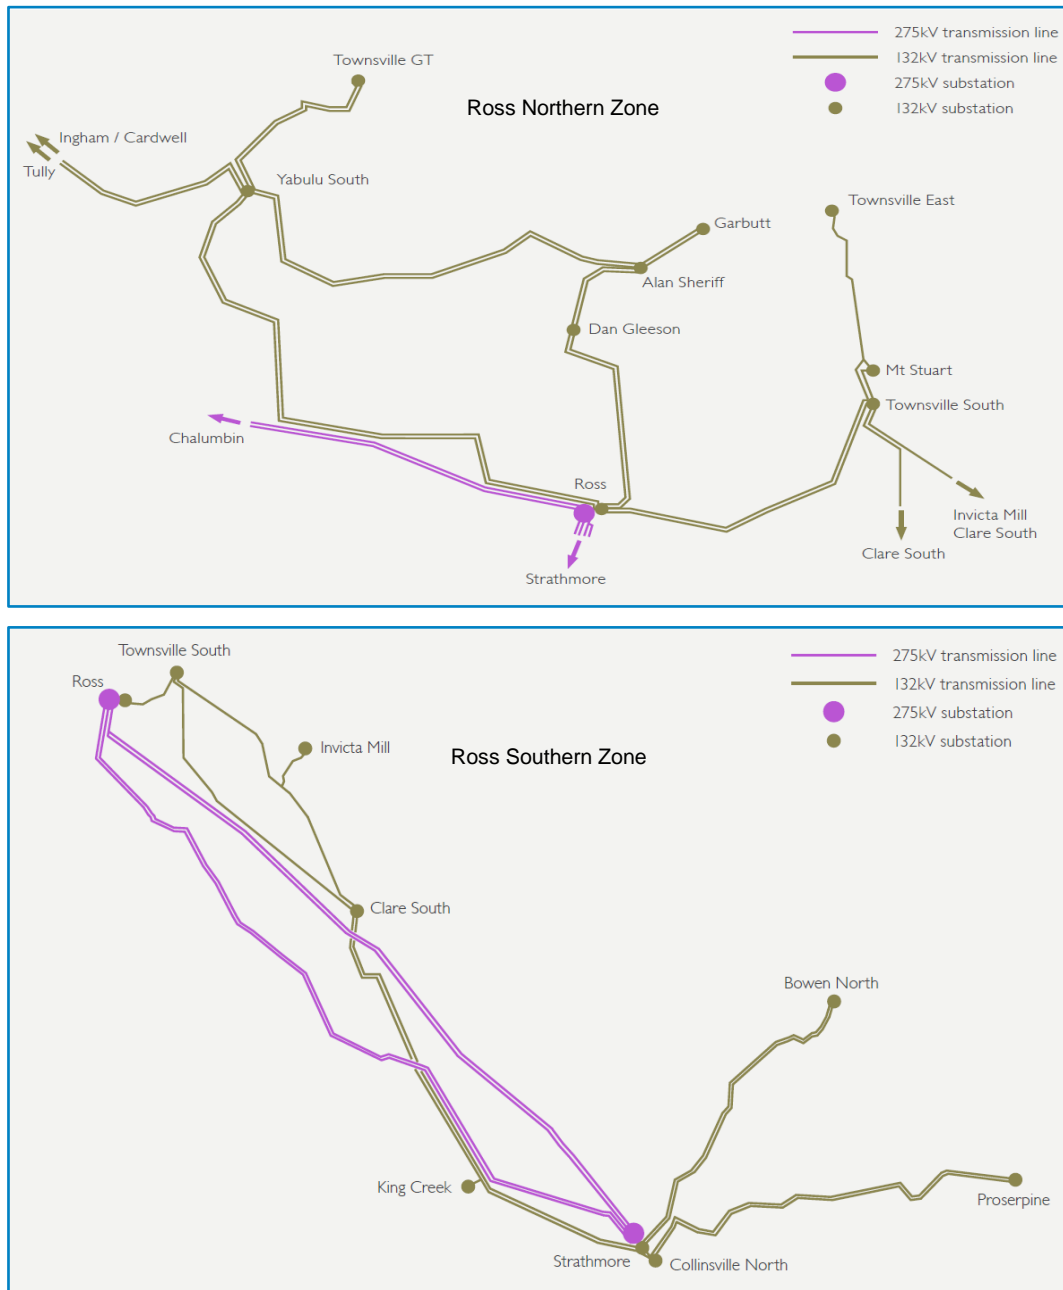 Townsville GT
275kV transmission line
132kV transmission line
275kV substation
132kV substation
Ross Northern Zone
Ingham / Cardwell
Tully
Yabulu South
Townsville East
Garbutt
Alan Sheriff
Dan Gleeson
Mt Stuart
Townsville South
Chalumbin
Ross
Invicta Mill
Clare South
Clare South
Strathmore
Townsville South
Ross
275kV transmission line
132kV transmission line
275kV substation
132kV substation
Invicta Mill
Ross Southern Zone
Clare South
Bowen North
King Creek
Proserpine
Strathmore
Collinsville North